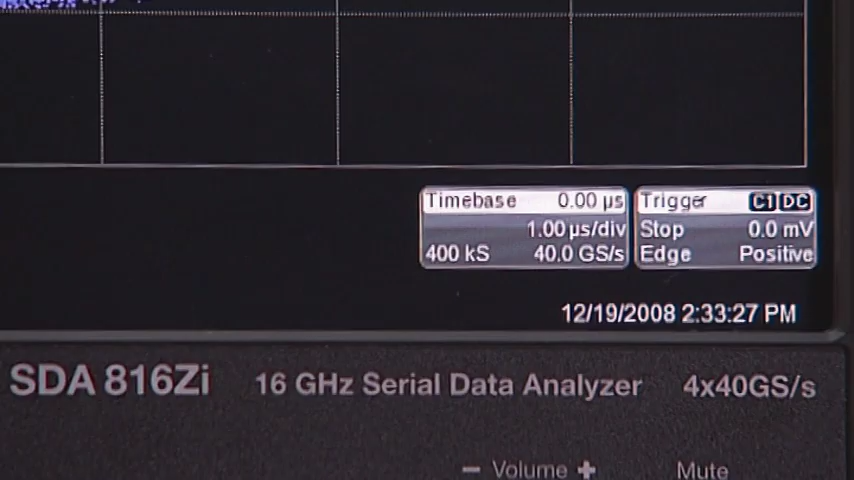 Timebase 0.00 µs
1.00 µs/div
400 kS 40.0 GS/s
Trigger C1 DC
Stop 0.0 mV
Edge Positive
12/19/2008 2:33:27 PM
SDA 816Zi 16 GHz Serial Data Analyzer 4x40GS/s
− Volume + Mute